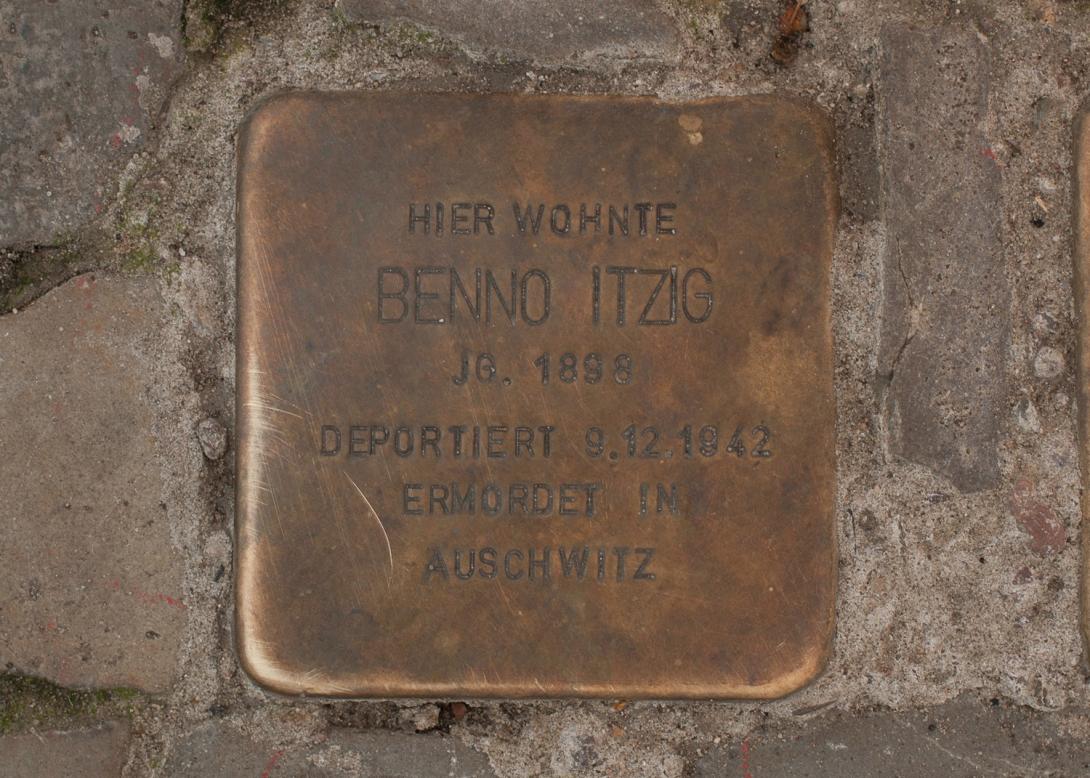 HIER WOHNTE
BENNO ITZIG
JG. 1898
DEPORTIERT 9.12.1942
ERMORDET IN
AUSCHWITZ